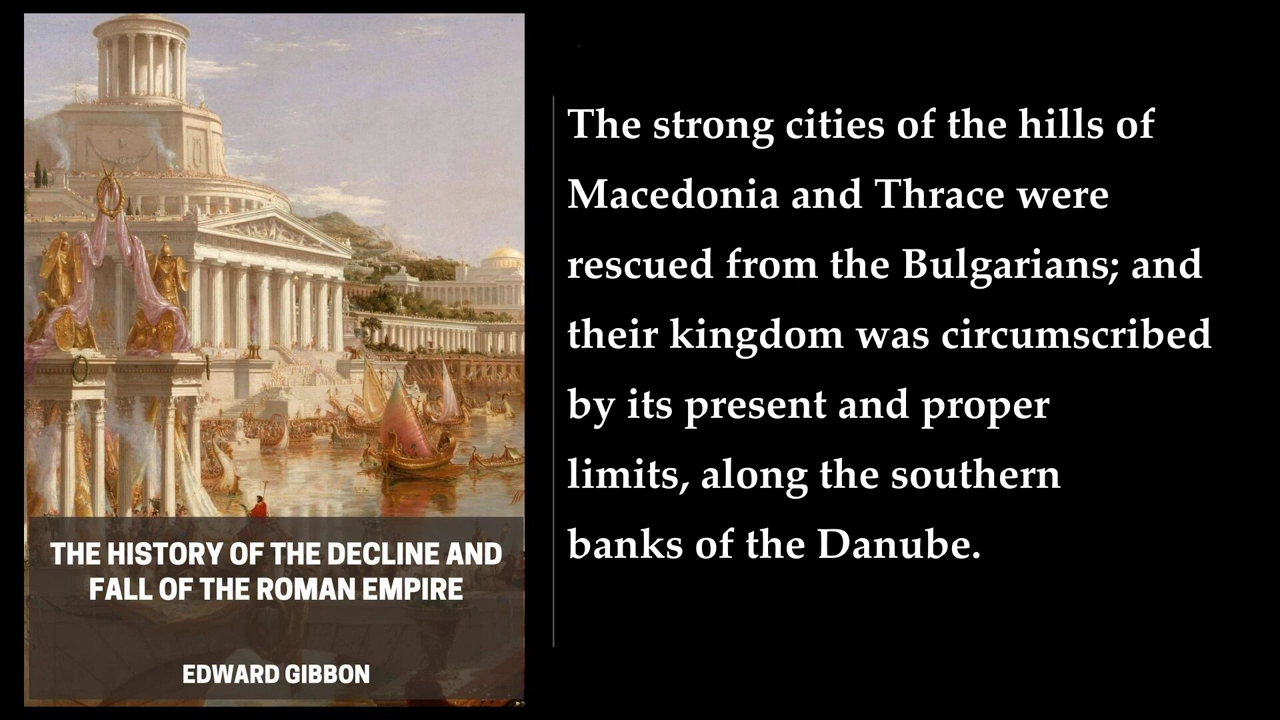 THE HISTORY OF THE DECLINE AND
FALL OF THE ROMAN EMPIRE
EDWARD GIBBON
The strong cities of the hills of
Macedonia and Thrace were
rescued from the Bulgarians; and
their kingdom was circumscribed
by its present and proper
limits, along the southern
banks of the Danube.